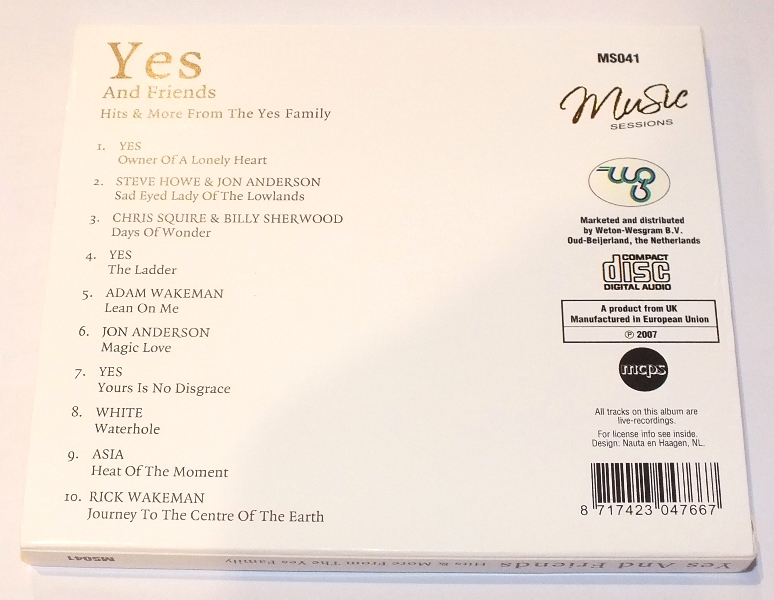 Yes
And Friends
Hits & More From The Yes Family
1. YES
Owner Of A Lonely Heart
2. STEVE HOWE & JON ANDERSON
Sad Eyed Lady Of The Lowlands
3. CHRIS SQUIRE & BILLY SHERWOOD
Days Of Wonder
4. YES
The Ladder
5. ADAM WAKEMAN
Lean On Me
6. JON ANDERSON
Magic Love
7. YES
Yours Is No Disgrace
8. WHITE
Waterhole
9. ASIA
Heat Of The Moment
10. RICK WAKEMAN
Journey To The Centre Of The Earth
MS041
Music
SESSIONS
wg
Marketed and distributed
by Weton-Wesgram B.V.
Oud-Beijerland, the Netherlands
COMPACT
disc
DIGITAL AUDIO
A product from UK
Manufactured in European Union
℗ 2007
mcps
All tracks on this album are
live-recordings.
For license info see inside.
Design: Nauta en Haagen, NL.
8 717423 047667
Yes And Friends Hits & More From The Yes Family MS041